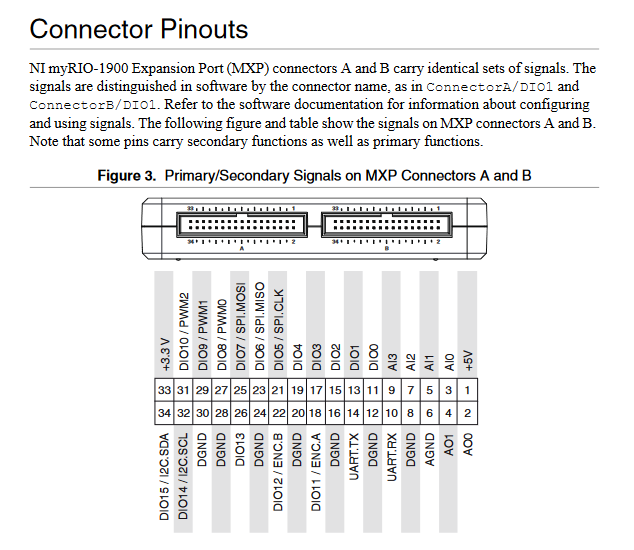 Connector Pinouts
NI myRIO-1900 Expansion Port (MXP) connectors A and B carry identical sets of signals. The
signals are distinguished in software by the connector name, as in ConnectorA/DIO1 and
ConnectorB/DIO1. Refer to the software documentation for information about configuring
and using signals. The following figure and table show the signals on MXP connectors A and B.
Note that some pins carry secondary functions as well as primary functions.
Figure 3. Primary/Secondary Signals on MXP Connectors A and B
33 1 33 1
34 2 34 2
A B
+3.3 V
DIO10 / PWM2
DIO9 / PWM1
DIO8 / PWM0
DIO7 / SPI.MOSI
DIO6 / SPI.MISO
DIO5 / SPI.CLK
DIO4
DIO3
DIO2
DIO1
DIO0
AI3
AI2
AI1
AI0
+5V
33 31 29 27 25 23 21 19 17 15 13 11 9 7 5 3 1
34 32 30 28 26 24 22 20 18 16 14 12 10 8 6 4 2
DIO15 / I2C.SDA
DIO14 / I2C.SCL
DGND
DGND
DIO13
DGND
DIO12 / ENC.B
DGND
DIO11 / ENC.A
DGND
UART.TX
DGND
UART.RX
DGND
AGND
AO1
AO0